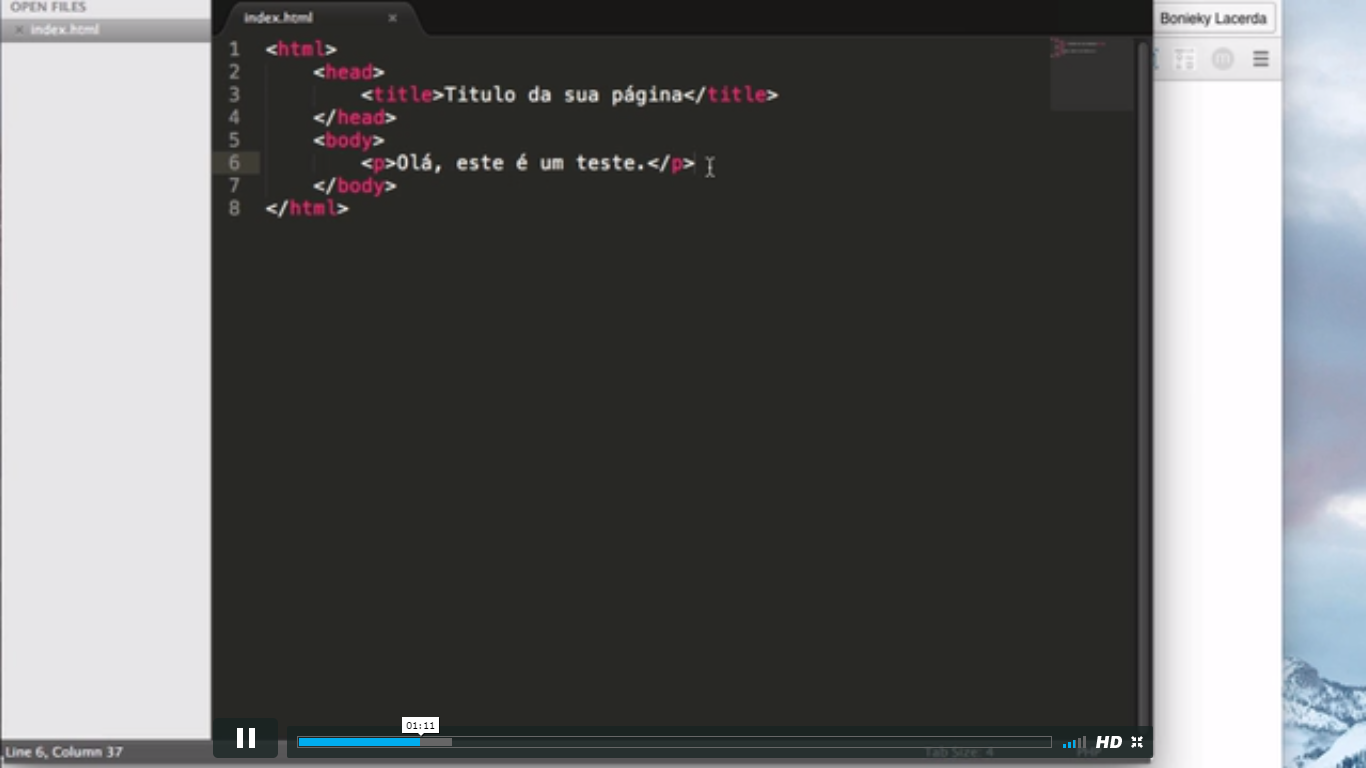 OPEN FILES
index.html
index.html
Bonieky Lacerda
1 <html>
2 <head>
3 <title>Titulo da sua página</title>
4 </head>
5 <body>
6 <p>Olá, este é um teste.</p>
7 </body>
8 </html>
01:11
HD
Line 6, Column 37
Tab Size: 4